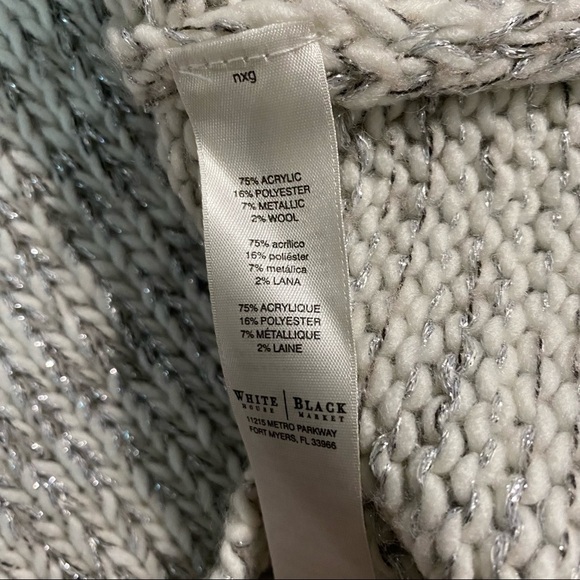 nxg
75% ACRYLIC
16% POLYESTER
7% METALLIC
2% WOOL
75% acrílico
16% poliéster
7% metálica
2% LANA
75% ACRYLIQUE
16% POLYESTER
7% MÉTALLIQUE
2% LAINE
WHITE HOUSE | BLACK MARKET
11215 METRO PARKWAY
FORT MYERS, FL 33966